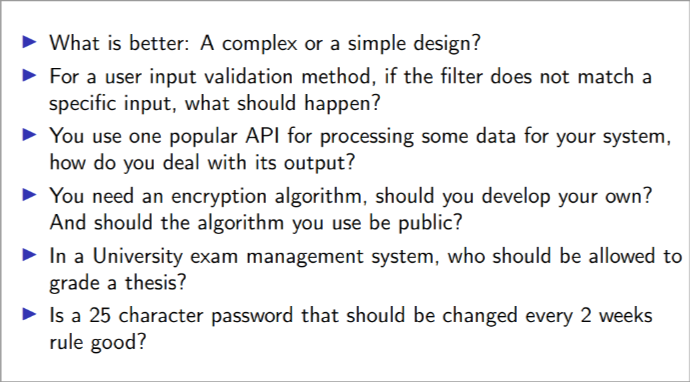 ▶ What is better: A complex or a simple design?
▶ For a user input validation method, if the filter does not match a
specific input, what should happen?
▶ You use one popular API for processing some data for your system,
how do you deal with its output?
▶ You need an encryption algorithm, should you develop your own?
And should the algorithm you use be public?
▶ In a University exam management system, who should be allowed to
grade a thesis?
▶ Is a 25 character password that should be changed every 2 weeks
rule good?